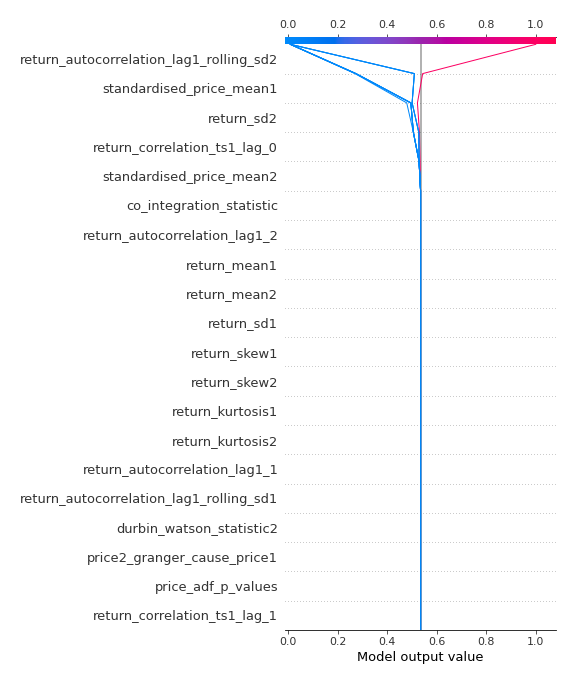 0.0 0.2 0.4 0.6 0.8 1.0
return_autocorrelation_lag1_rolling_sd2
standardised_price_mean1
return_sd2
return_correlation_ts1_lag_0
standardised_price_mean2
co_integration_statistic
return_autocorrelation_lag1_2
return_mean1
return_mean2
return_sd1
return_skew1
return_skew2
return_kurtosis1
return_kurtosis2
return_autocorrelation_lag1_1
return_autocorrelation_lag1_rolling_sd1
durbin_watson_statistic2
price2_granger_cause_price1
price_adf_p_values
return_correlation_ts1_lag_1
0.0 0.2 0.4 0.6 0.8 1.0
Model output value